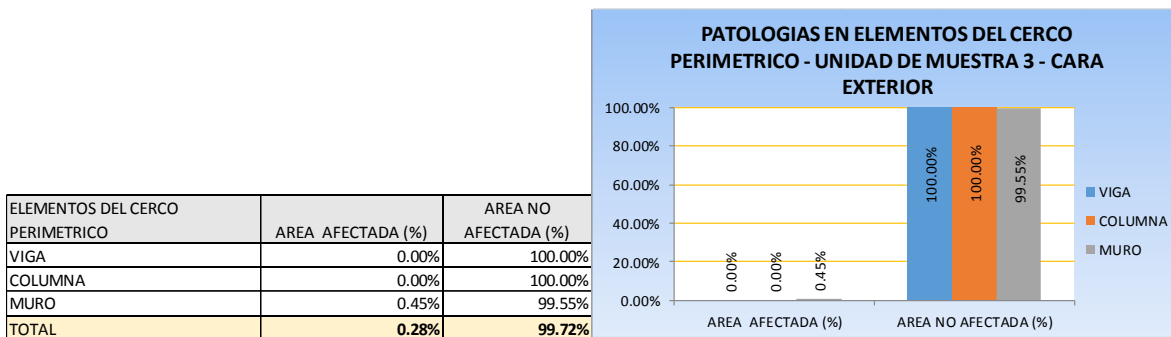 ELEMENTOS DEL CERCO
PERIMETRICO AREA AFECTADA (%) AREA NO
AFECTADA (%)
VIGA 0.00% 100.00%
COLUMNA 0.00% 100.00%
MURO 0.45% 99.55%
TOTAL 0.28% 99.72%
PATOLOGIAS EN ELEMENTOS DEL CERCO
PERIMETRICO - UNIDAD DE MUESTRA 3 - CARA
EXTERIOR
100.00%
80.00%
60.00%
40.00%
20.00%
0.00%
0.00% 0.00% 0.45% 100.00% 100.00% 99.55%
AREA AFECTADA (%) AREA NO AFECTADA (%)
VIGA
COLUMNA
MURO